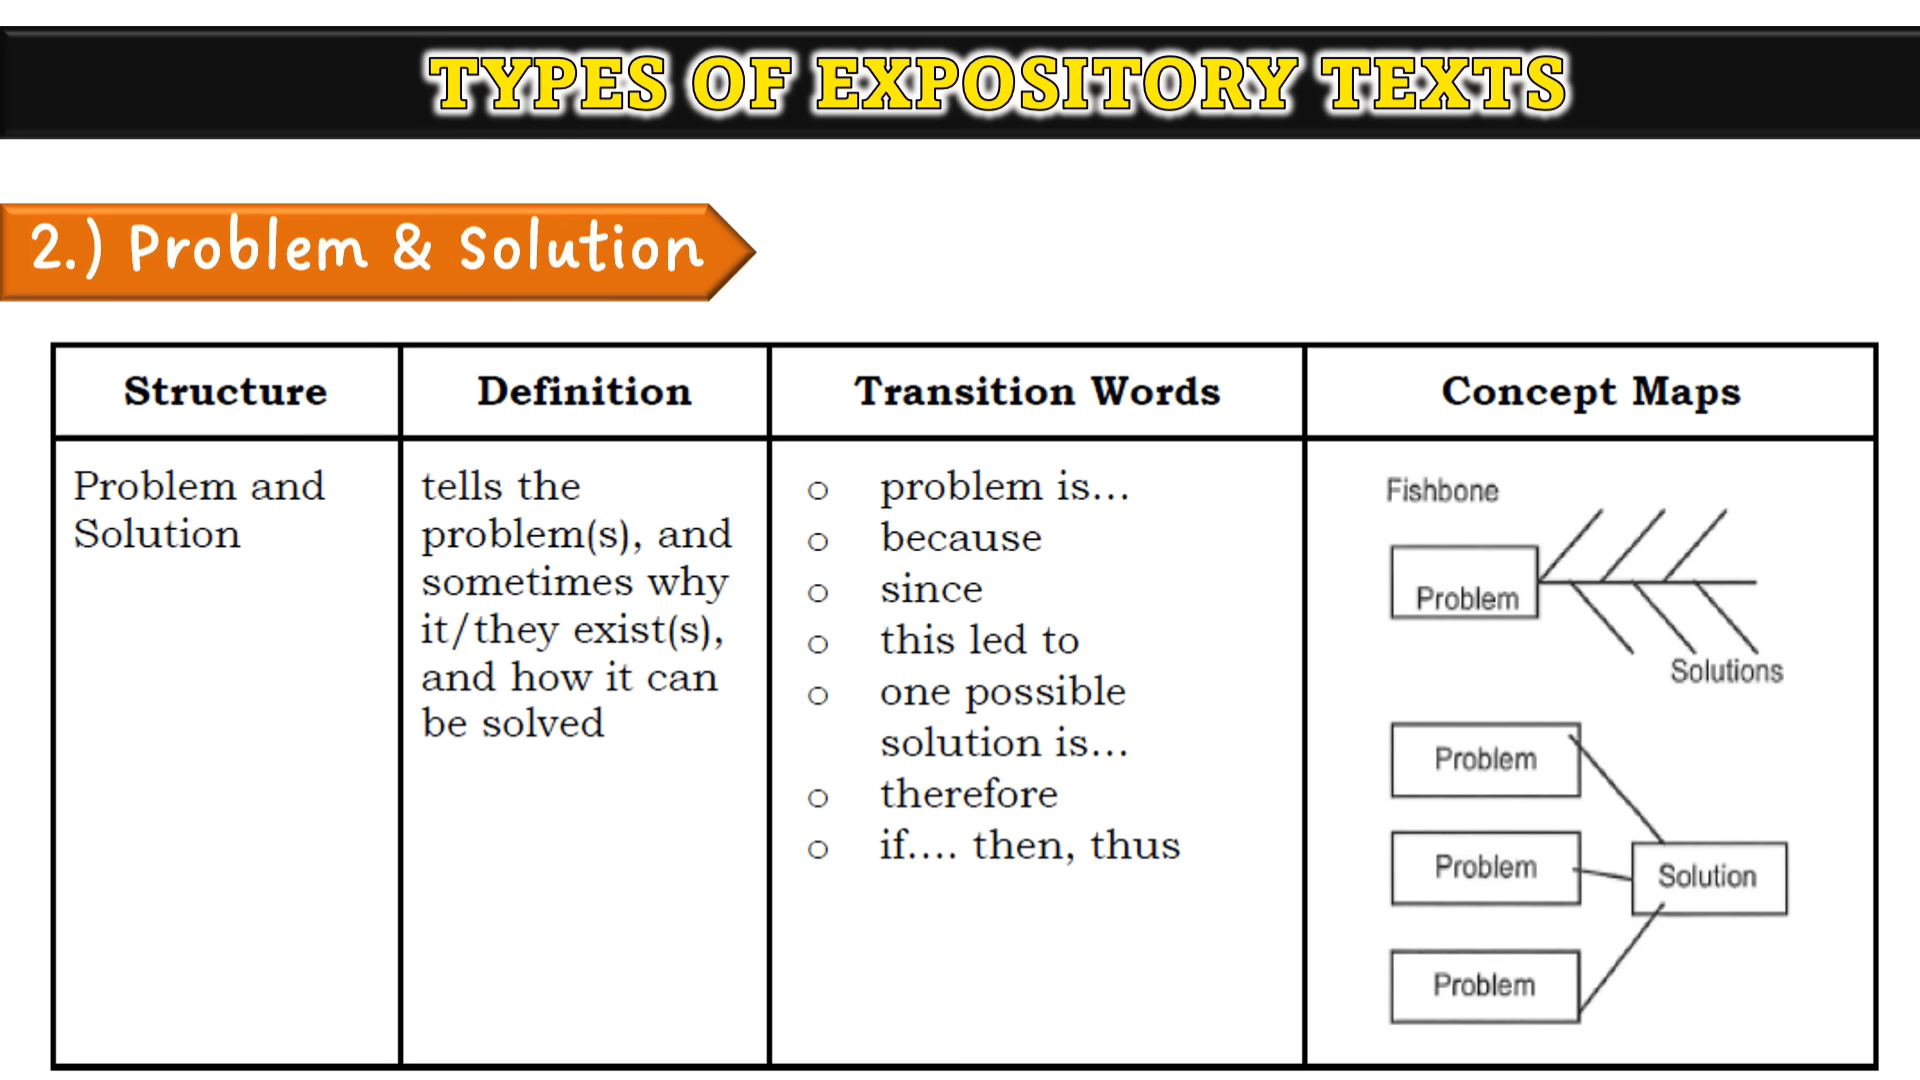 TYPES OF EXPOSITORY TEXTS
2.) Problem & Solution
Structure
Definition
Transition Words
Concept Maps
Problem and
Solution
tells the
problem(s), and
sometimes why
it/they exist(s),
and how it can
be solved
o problem is...
o because
o since
o this led to
o one possible
solution is...
o therefore
o if.... then, thus
Fishbone
Problem
Solutions
Problem
Problem
Solution
Problem